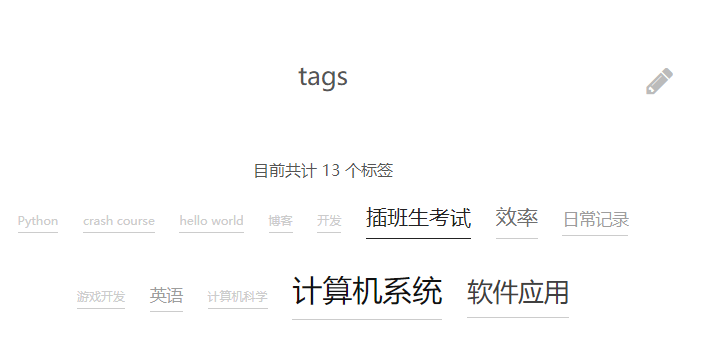 tags
目前共计 13 个标签
Python crash course hello world 博客 开发 插班生考试 效率 日常记录
游戏开发 英语 计算机科学 计算机系统 软件应用